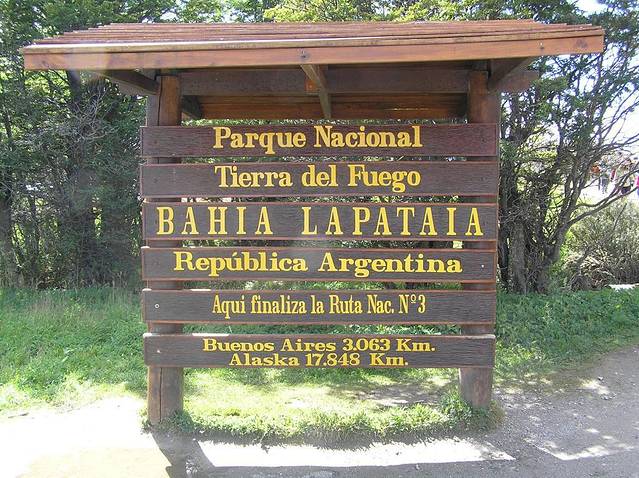 Parque Nacional
Tierra del Fuego
BAHIA LAPATAIA
República Argentina
Aqui finaliza la Ruta Nac. Nº3
Buenos Aires 3.063 Km.
Alaska 17.848 Km.